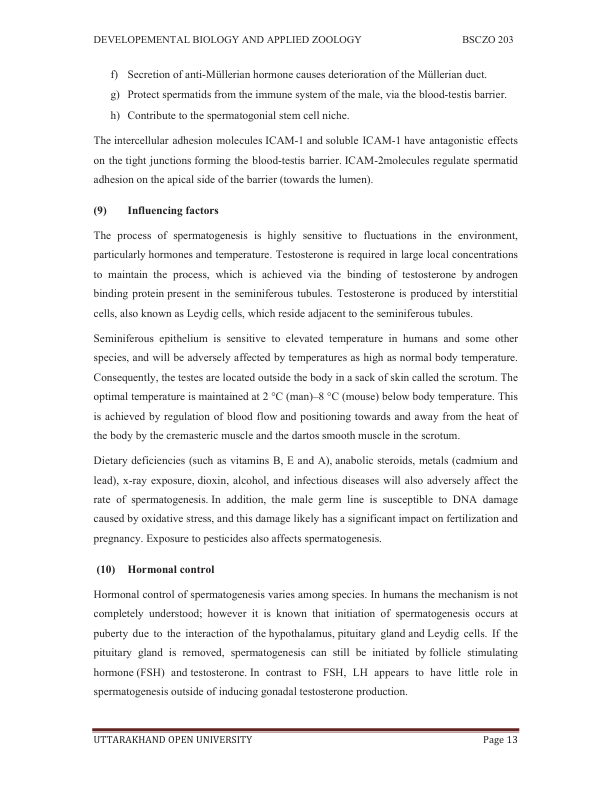 DEVELOPEMENTAL BIOLOGY AND APPLIED ZOOLOGY BSCZO 203
f) Secretion of anti-Müllerian hormone causes deterioration of the Müllerian duct.
g) Protect spermatids from the immune system of the male, via the blood-testis barrier.
h) Contribute to the spermatogonial stem cell niche.
The intercellular adhesion molecules ICAM-1 and soluble ICAM-1 have antagonistic effects
on the tight junctions forming the blood-testis barrier. ICAM-2molecules regulate spermatid
adhesion on the apical side of the barrier (towards the lumen).
(9) Influencing factors
The process of spermatogenesis is highly sensitive to fluctuations in the environment,
particularly hormones and temperature. Testosterone is required in large local concentrations
to maintain the process, which is achieved via the binding of testosterone by androgen
binding protein present in the seminiferous tubules. Testosterone is produced by interstitial
cells, also known as Leydig cells, which reside adjacent to the seminiferous tubules.
Seminiferous epithelium is sensitive to elevated temperature in humans and some other
species, and will be adversely affected by temperatures as high as normal body temperature.
Consequently, the testes are located outside the body in a sack of skin called the scrotum. The
optimal temperature is maintained at 2 °C (man)–8 °C (mouse) below body temperature. This
is achieved by regulation of blood flow and positioning towards and away from the heat of
the body by the cremasteric muscle and the dartos smooth muscle in the scrotum.
Dietary deficiencies (such as vitamins B, E and A), anabolic steroids, metals (cadmium and
lead), x-ray exposure, dioxin, alcohol, and infectious diseases will also adversely affect the
rate of spermatogenesis. In addition, the male germ line is susceptible to DNA damage
caused by oxidative stress, and this damage likely has a significant impact on fertilization and
pregnancy. Exposure to pesticides also affects spermatogenesis.
(10) Hormonal control
Hormonal control of spermatogenesis varies among species. In humans the mechanism is not
completely understood; however it is known that initiation of spermatogenesis occurs at
puberty due to the interaction of the hypothalamus, pituitary gland and Leydig cells. If the
pituitary gland is removed, spermatogenesis can still be initiated by follicle stimulating
hormone (FSH) and testosterone. In contrast to FSH, LH appears to have little role in
spermatogenesis outside of inducing gonadal testosterone production.
UTTARAKHAND OPEN UNIVERSITY Page 13